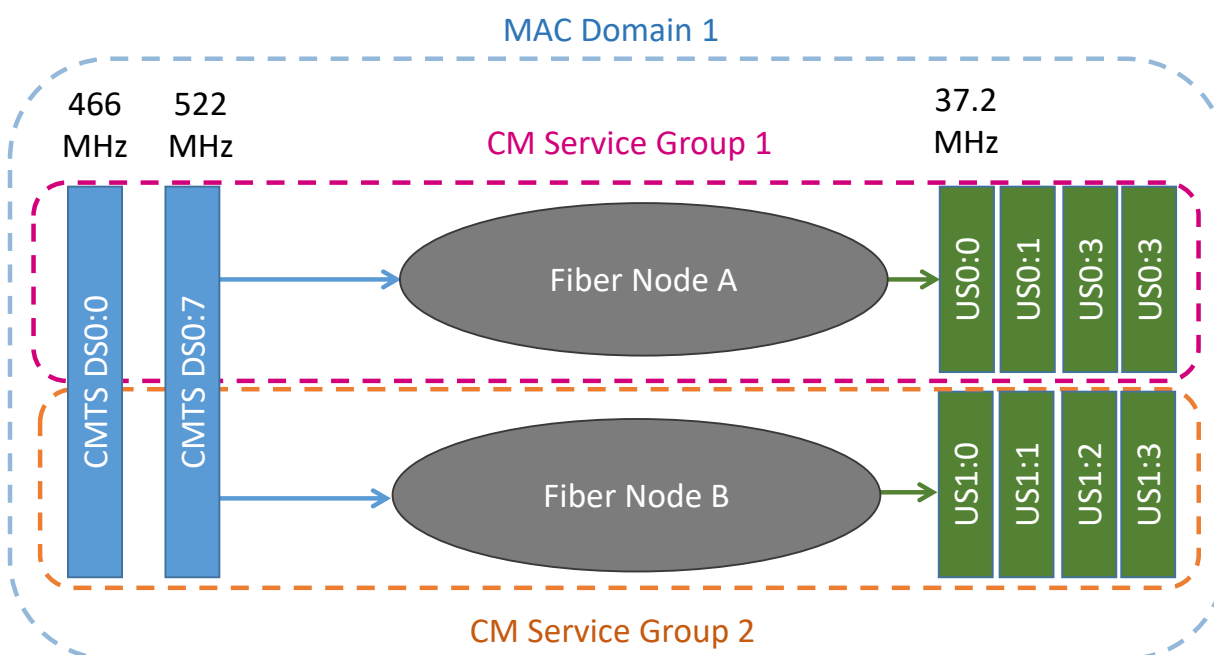 MAC Domain 1
466
MHz
522
MHz
37.2
MHz
CM Service Group 1
CMTS DS0:0
CMTS DS0:7
Fiber Node A
US0:0
US0:1
US0:3
US0:3
Fiber Node B
US1:0
US1:1
US1:2
US1:3
CM Service Group 2